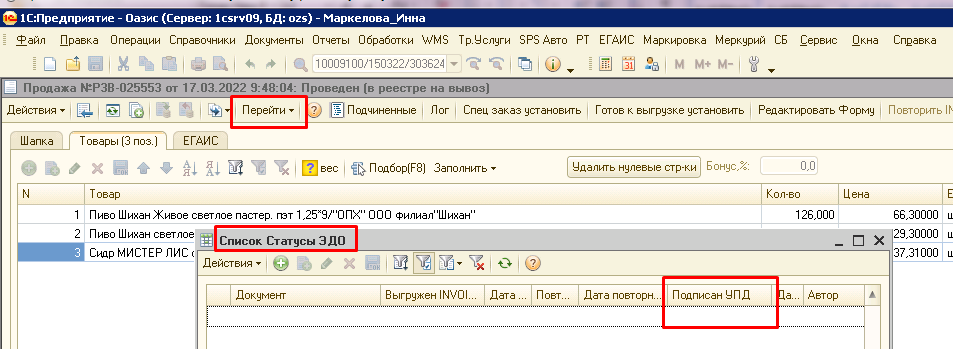 1С:Предприятие - Оазис (Сервер: 1csrv09, БД: ozs) - Маркелова_Инна
Файл Правка Операции Справочники Документы Отчеты Обработки WMS Тр.Услуги SPS Авто РТ ЕГАИС Маркировка Меркурий СБ Сервис Окна Справка
10009100/150322/303624 M M+ M-
Продажа №РЗВ-025553 от 17.03.2022 9:48:04: Проведен (в реестре на вывоз)
Действия Перейти Подчиненные Лог Спец заказ установить Готов к выгрузке установить Редактировать Форму Повторить IN
Шапка Товары (3 поз.) ЕГАИС
вес Подбор(F8) Заполнить Удалить нулевые стр-ки Бонус,%: 0,0
N Товар Кол-во Цена Е
1 Пиво Шихан Живое светлое пастер. пэт 1,25*9/"ОПХ" ООО филиал"Шихан" 126,000 66,30000
2 Пиво Шихан светлое 29,30000
3 Сидр МИСТЕР ЛИС 37,31000
Список Статусы ЭДО
Действия
Документ Выгружен INVOI... Дата ... Повт... Дата повторн... Подписан УПД Да... Автор